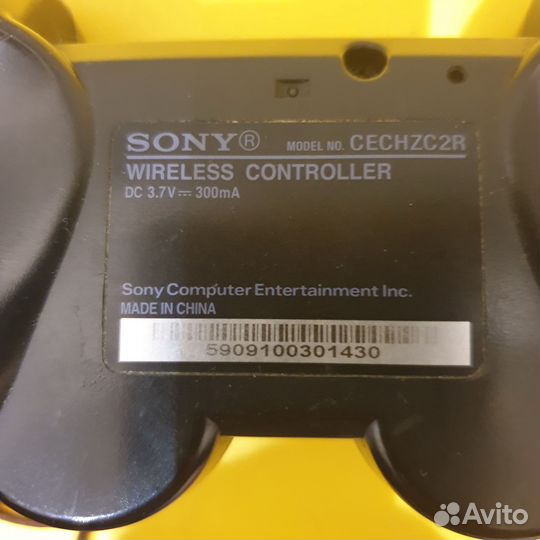 SONY® MODEL NO. CECHZC2R
WIRELESS CONTROLLER
DC 3.7V⎓ 300mA
Sony Computer Entertainment Inc.
MADE IN CHINA
5909100301430
Avito